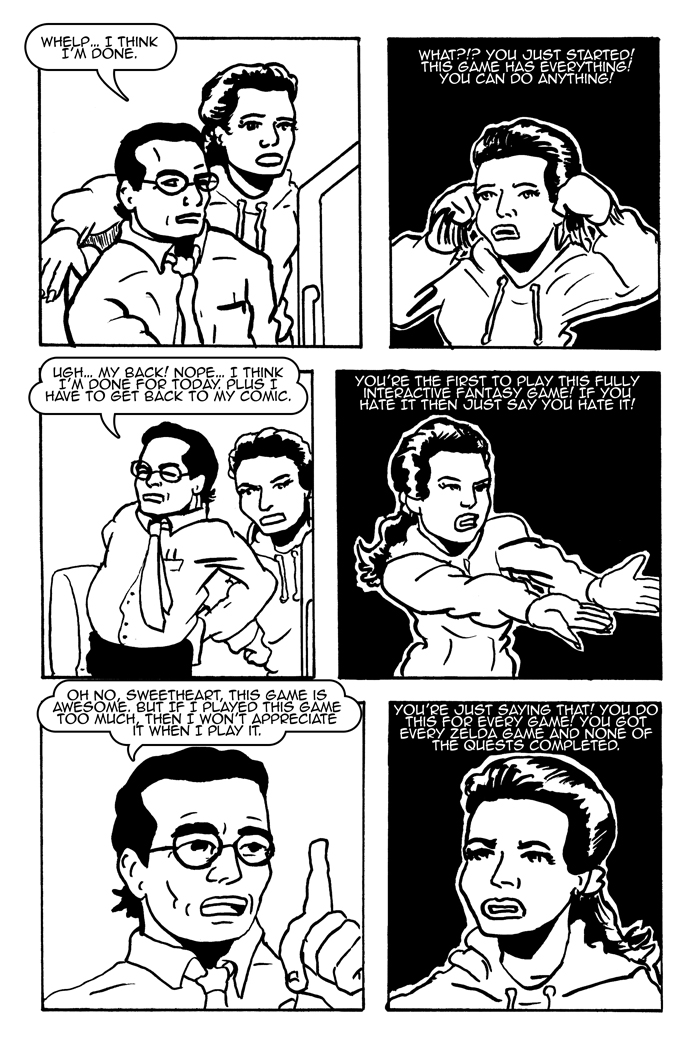 WHELP... I THINK
I'M DONE.
WHAT?!? YOU JUST STARTED!
THIS GAME HAS EVERYTHING!
YOU CAN DO ANYTHING!
UGH... MY BACK! NOPE... I THINK
I'M DONE FOR TODAY. PLUS I
HAVE TO GET BACK TO MY COMIC.
YOU'RE THE FIRST TO PLAY THIS FULLY
INTERACTIVE FANTASY GAME! IF YOU
HATE IT THEN JUST SAY YOU HATE IT!
OH NO, SWEETHEART, THIS GAME IS
AWESOME. BUT IF I PLAYED THIS GAME
TOO MUCH, THEN I WON'T APPRECIATE
IT WHEN I PLAY IT.
YOU'RE JUST SAYING THAT! YOU DO
THIS FOR EVERY GAME! YOU GOT
EVERY ZELDA GAME AND NONE OF
THE QUESTS COMPLETED.